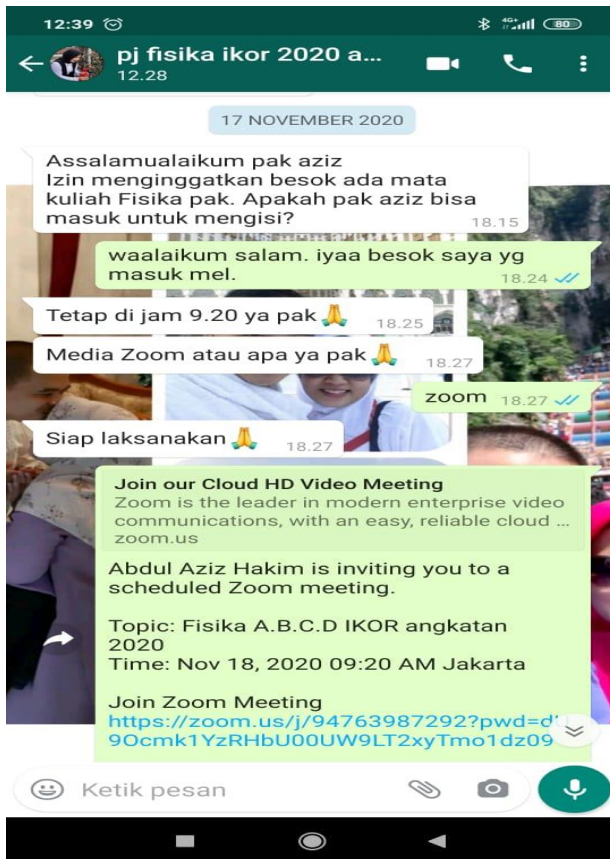 12:39
4G+
80
pj fisika ikor 2020 a...
12.28
17 NOVEMBER 2020
Assalamualaikum pak aziz
Izin menginggatkan besok ada mata
kuliah Fisika pak. Apakah pak aziz bisa
masuk untuk mengisi?
18.15
waalaikum salam. iyaa besok saya yg
masuk mel.
18.24
Tetap di jam 9.20 ya pak🙏
18.25
Media Zoom atau apa ya pak🙏
18.27
zoom 18.27
Siap laksanakan🙏
18.27
Join our Cloud HD Video Meeting
Zoom is the leader in modern enterprise video
communications, with an easy, reliable cloud ...
zoom.us
Abdul Aziz Hakim is inviting you to a
scheduled Zoom meeting.
Topic: Fisika A.B.C.D IKOR angkatan
2020
Time: Nov 18, 2020 09:20 AM Jakarta
Join Zoom Meeting
https://zoom.us/j/94763987292?pwd=d
9Ocmk1YzRHbU00UW9LT2xyTmo1dz09
Ketik pesan